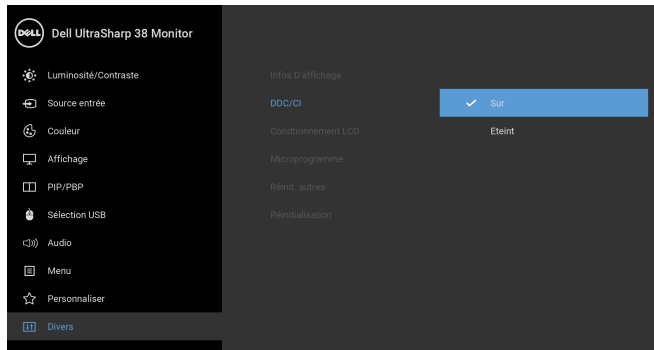 DELL Dell UltraSharp 38 Monitor
Luminosité/Contraste
Source entrée
Couleur
Affichage
PIP/PBP
Sélection USB
Audio
Menu
Personnaliser
Divers
Infos D'affichage
DDC/CI
Condtionnement LCD
Microprogramme
Réinit. autres
Réinitialisation
Sur
Eteint